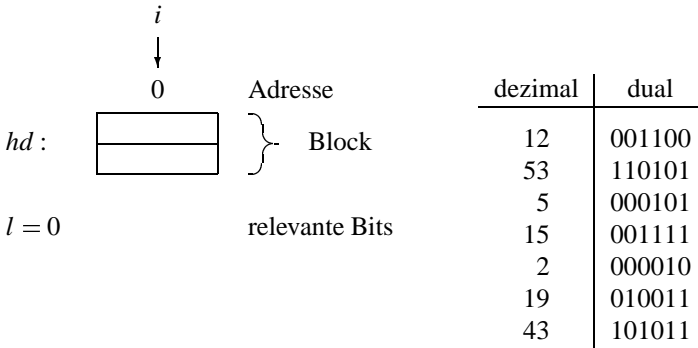 i
0 Adresse
hd : Block
l = 0 relevante Bits
dezimal dual
12 001100
53 110101
5 000101
15 001111
2 000010
19 010011
43 101011